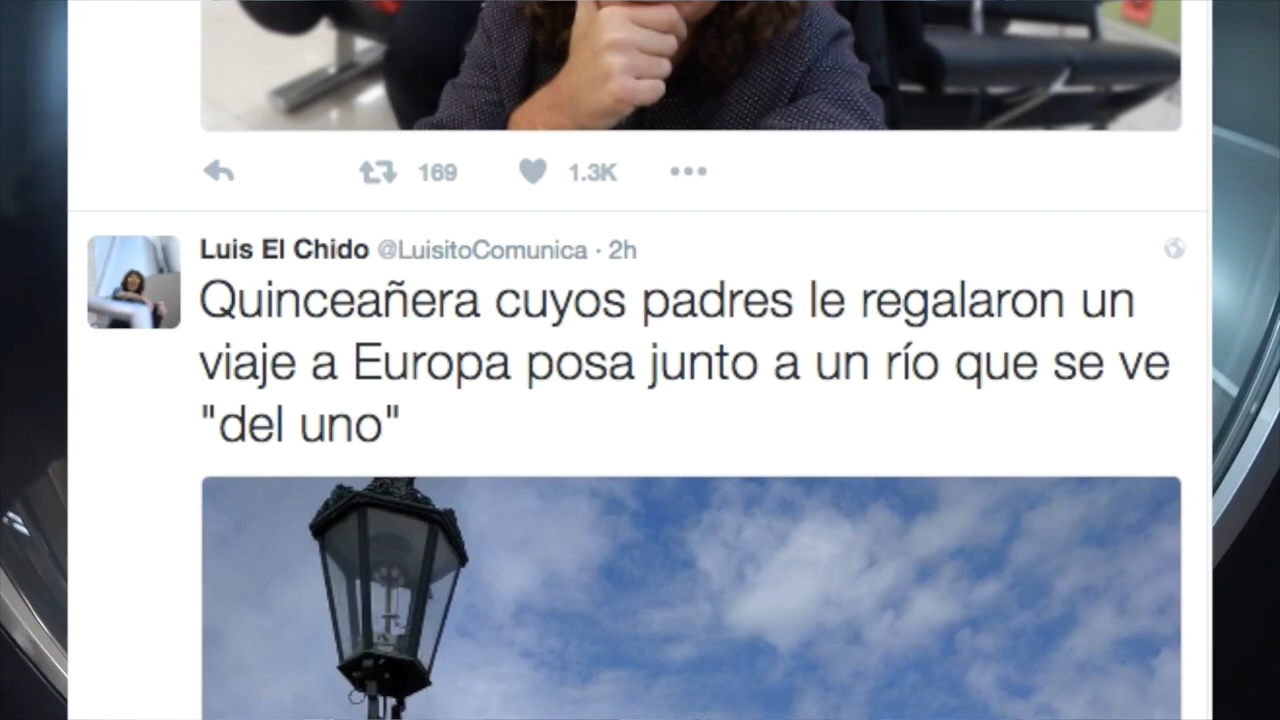 169 1.3K
Luis El Chido @LuisitoComunica · 2h
Quinceañera cuyos padres le regalaron un
viaje a Europa posa junto a un río que se ve
"del uno"